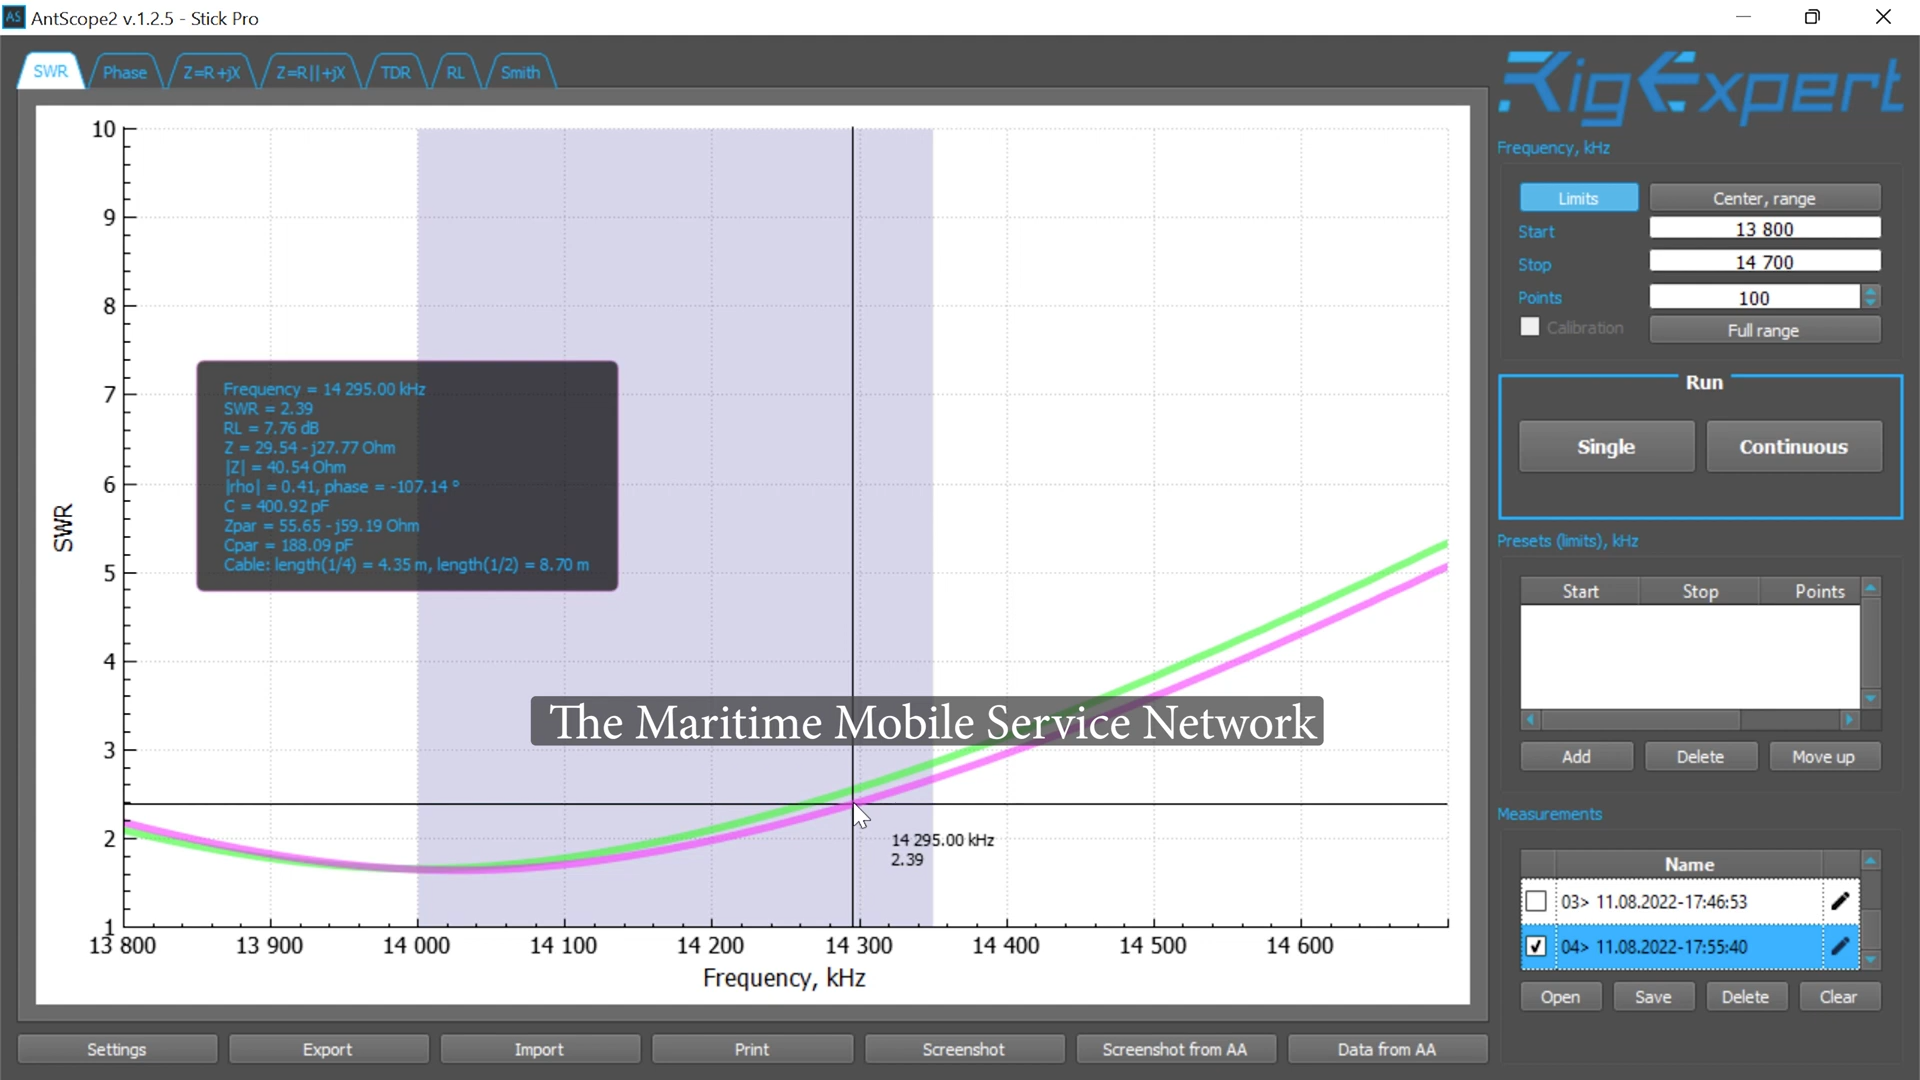 AS AntScope2 v.1.2.5 - Stick Pro
SWR Phase Z=R+jX Z=R||+jX TDR RL Smith
RigExpert
Frequency, kHz
Limits Center, range
Start 13 800
Stop 14 700
Points 100
Calibration Full range
Run
Single Continuous
Presets (limits), kHz
Start Stop Points
Add Delete Move up
Measurements
Name
03> 11.08.2022-17:46:53
04> 11.08.2022-17:55:40
Open Save Delete Clear
10
9
8
7
6
5
4
3
2
1
SWR
Frequency = 14 295.00 kHz
SWR = 2.39
RL = 7.76 dB
Z = 29.54 - j27.77 Ohm
|Z| = 40.54 Ohm
|rho| = 0.41, phase = -107.14 °
C = 400.92 pF
Zpar = 55.65 - j59.19 Ohm
Cpar = 188.09 pF
Cable: length(1/4) = 4.35 m, length(1/2) = 8.70 m
The Maritime Mobile Service Network
14 295.00 kHz
2.39
13 800 13 900 14 000 14 100 14 200 14 300 14 400 14 500 14 600
Frequency, kHz
Settings Export Import Print Screenshot Screenshot from AA Data from AA